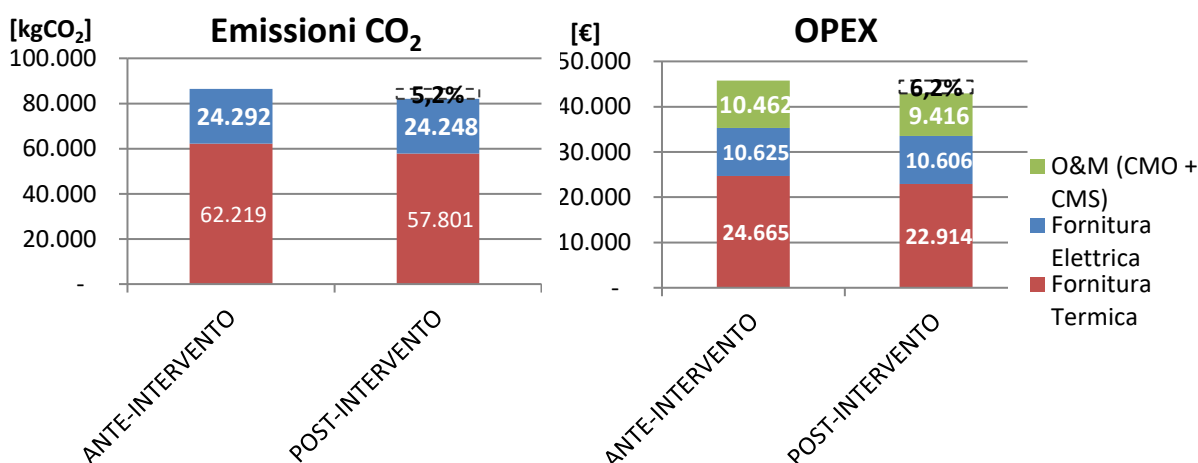 [kgCO₂]
Emissioni CO₂
100.000
80.000
60.000
40.000
20.000
-
24.292
62.219
5,2%
24.248
57.801
ANTE-INTERVENTO
POST-INTERVENTO
[€]
OPEX
50.000
40.000
30.000
20.000
10.000
-
10.462
10.625
24.665
6,2%
9.416
10.606
22.914
ANTE-INTERVENTO
POST-INTERVENTO
O&M (CMO +
CMS)
Fornitura
Elettrica
Fornitura
Termica